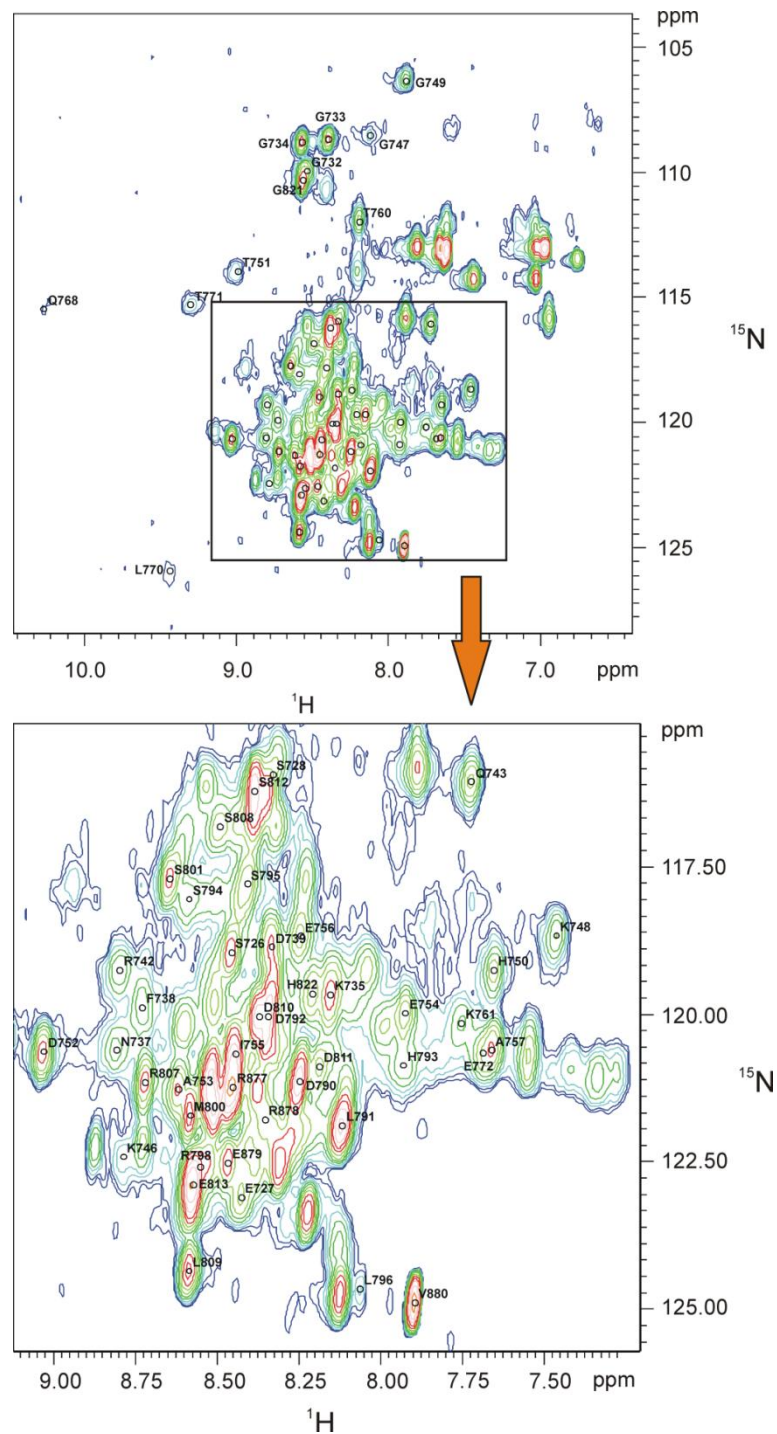 ppm
105
G749
G733
G747
G734
G732
110
G821
T760
T751
Q768
T771
115
15N
120
125
L770
10.0 9.0 8.0 7.0 ppm
1H
ppm
S728
Q743
S812
S808
117.50
S801
S795
S794
E756
K748
S726
D739
R742
H750
H822
K735
F738
E754
K761
D810
120.00
D792
D752
N737
I755
A757
D811
H793
E772
R807
A753
R877
D790
15N
M800
R878
L791
K746
R798
E879
122.50
E813
E727
L809
L796
V880
125.00
9.00 8.75 8.50 8.25 8.00 7.75 7.50 ppm
1H